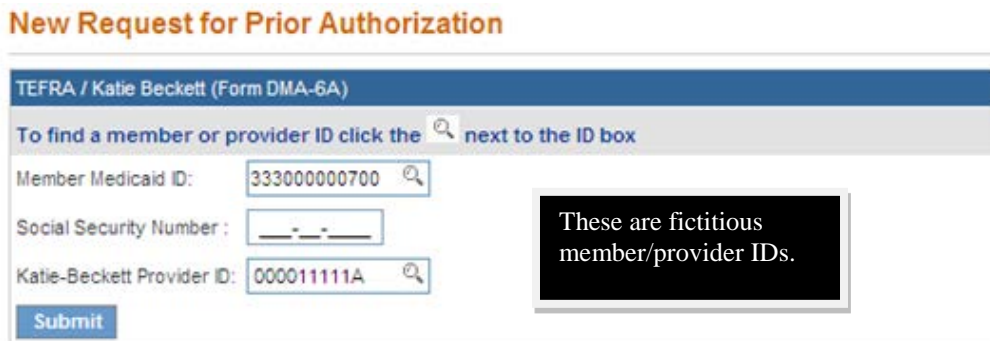 New Request for Prior Authorization
TEFRA / Katie Beckett (Form DMA-6A)
To find a member or provider ID click the next to the ID box
Member Medicaid ID: 333000000700
Social Security Number : ___-__-____
Katie-Beckett Provider ID: 000011111A
Submit
These are fictitious
member/provider IDs.